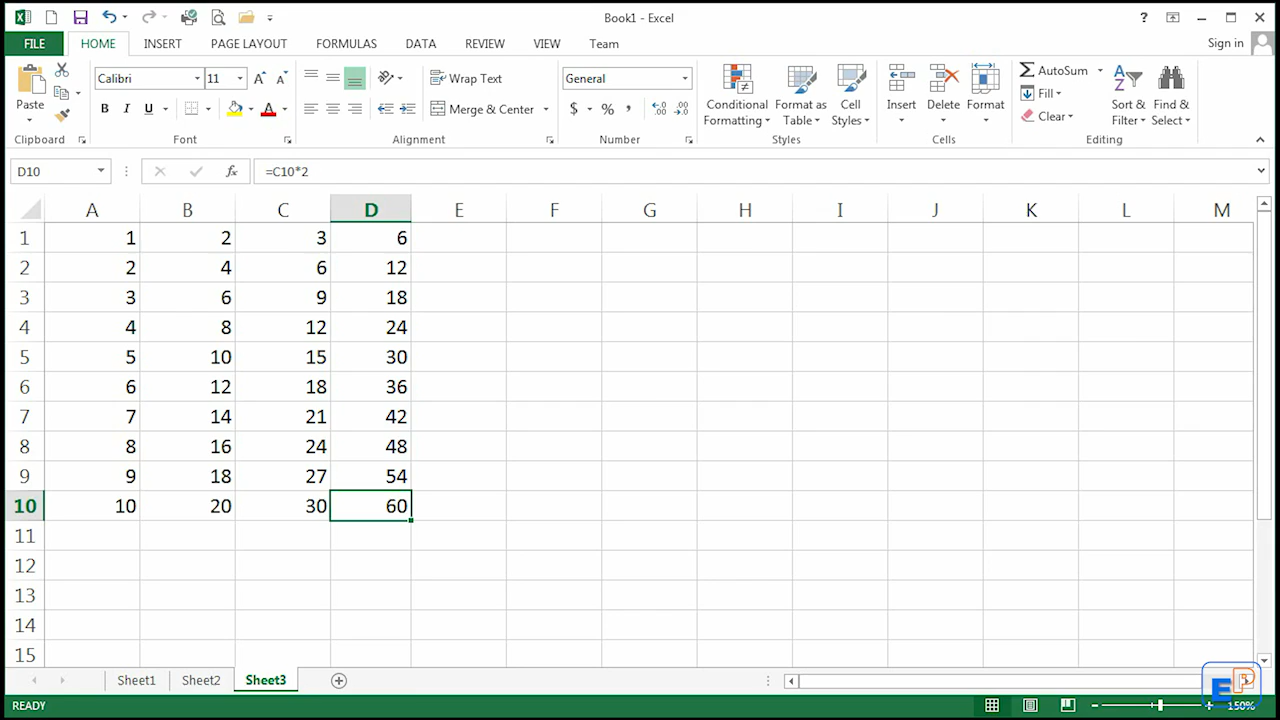 Book1 - Excel
?
FILE HOME INSERT PAGE LAYOUT FORMULAS DATA REVIEW VIEW Team
Sign in
Paste
Calibri 11
B I U
Wrap Text
Merge & Center
General
$ % ,
Conditional Formatting
Format as Table
Cell Styles
Insert Delete Format
AutoSum
Fill
Clear
Sort & Filter
Find & Select
Clipboard Font Alignment Number Styles Cells Editing
D10 fx =C10*2
A B C D E F G H I J K L M
1 1 2 3 6
2 2 4 6 12
3 3 6 9 18
4 4 8 12 24
5 5 10 15 30
6 6 12 18 36
7 7 14 21 42
8 8 16 24 48
9 9 18 27 54
10 10 20 30 60
11
12
13
14
15
Sheet1 Sheet2 Sheet3
EP
READY 150%